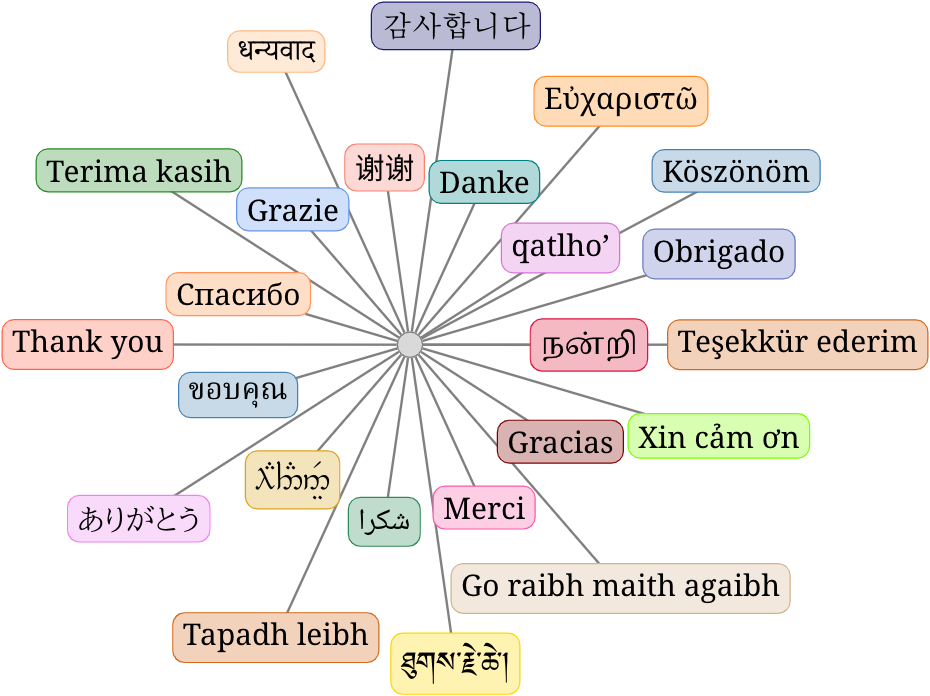 감사합니다
धन्यवाद
Εὐχαριστῶ
谢谢
Terima kasih
Danke
Köszönöm
Grazie
qatlho’
Obrigado
Спасибо
Thank you
நன்றி
Teşekkür ederim
ขอบคุณ
Gracias
Xin cảm ơn
ありがとう
شكرا
Merci
Go raibh maith agaibh
Tapadh leibh
ཐུགས་རྗེ་ཆེ།